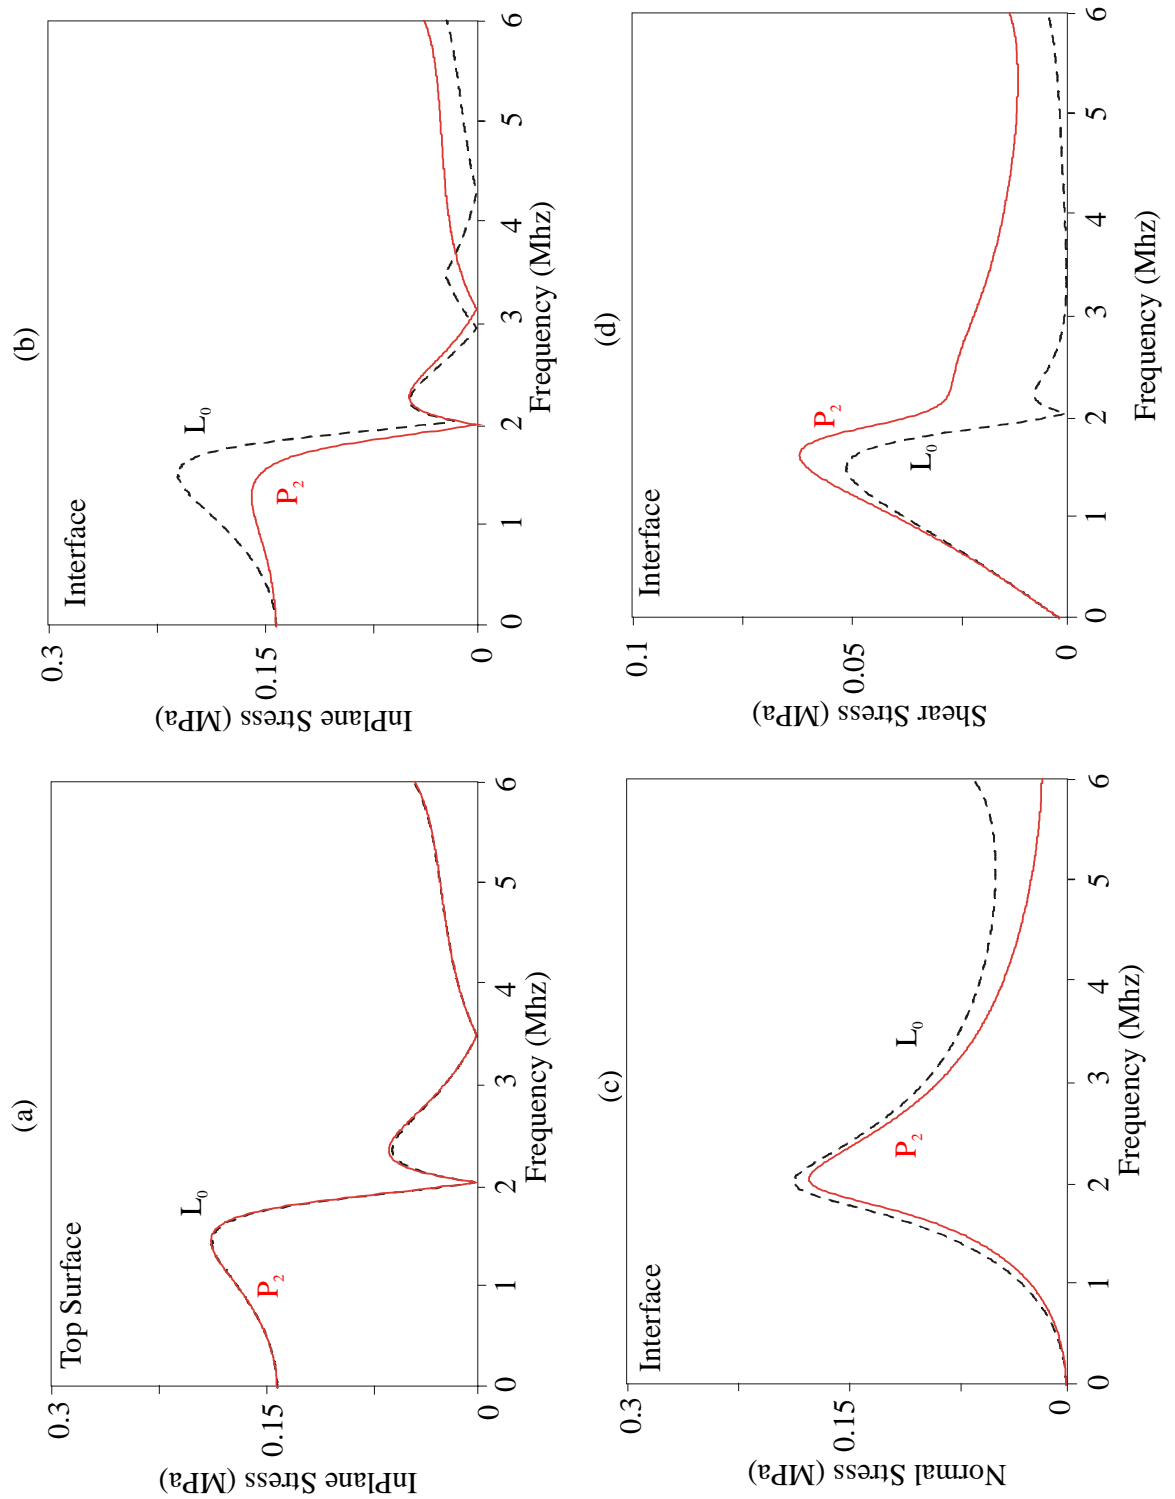 (a)
Top Surface
InPlane Stress (MPa)
0.3
0.15
0
L0
P2
0 1 2 3 4 5 6
Frequency (Mhz)
(b)
Interface
InPlane Stress (MPa)
0.3
0.15
0
L0
P2
0 1 2 3 4 5 6
Frequency (Mhz)
(c)
Interface
Normal Stress (MPa)
0.3
0.15
0
L0
P2
0 1 2 3 4 5 6
Frequency (Mhz)
(d)
Interface
Shear Stress (MPa)
0.1
0.05
0
P2
L0
0 1 2 3 4 5 6
Frequency (Mhz)